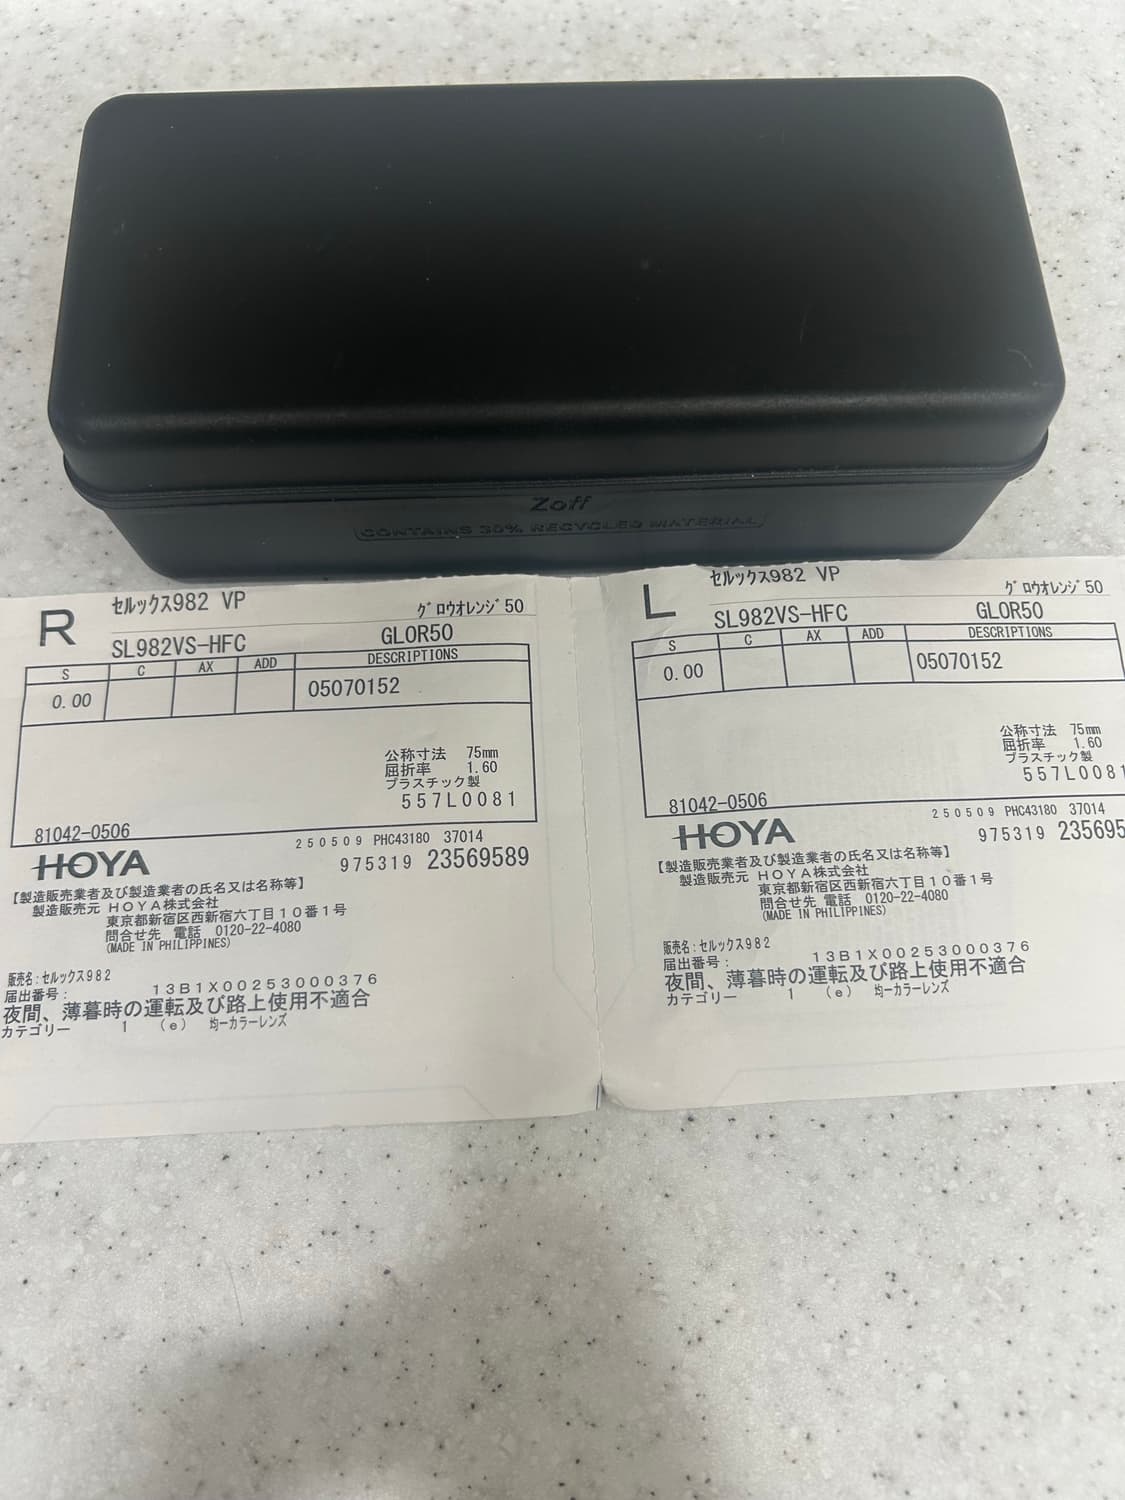 Zoff
CONTAINS 30% RECYCLED MATERIAL
R
セルックス982 VP
グロウオレンジ50
SL982VS-HFC
GLOR50
S C AX ADD DESCRIPTIONS
0.00 05070152
公称寸法 75mm
屈折率 1.60
プラスチック製
557L0081
81042-0506
250509 PHC43180 37014
HOYA
975319 23569589
【製造販売業者及び製造業者の氏名又は名称等】
製造販売元 HOYA株式会社
東京都新宿区西新宿六丁目10番1号
問合せ先 電話 0120-22-4080
(MADE IN PHILIPPINES)
販売名:セルックス982
届出番号: 13B1X00253000376
夜間、薄暮時の運転及び路上使用不適合
カテゴリー 1 (e) 均一カラーレンズ
L
セルックス982 VP
グロウオレンジ50
SL982VS-HFC
GLOR50
S C AX ADD DESCRIPTIONS
0.00 05070152
公称寸法 75mm
屈折率 1.60
プラスチック製
557L0081
81042-0506
250509 PHC43180 37014
HOYA
975319 235695
【製造販売業者及び製造業者の氏名又は名称等】
製造販売元 HOYA株式会社
東京都新宿区西新宿六丁目10番1号
問合せ先 電話 0120-22-4080
(MADE IN PHILIPPINES)
販売名:セルックス982
届出番号: 13B1X00253000376
夜間、薄暮時の運転及び路上使用不適合
カテゴリー 1 (e) 均一カラーレンズ